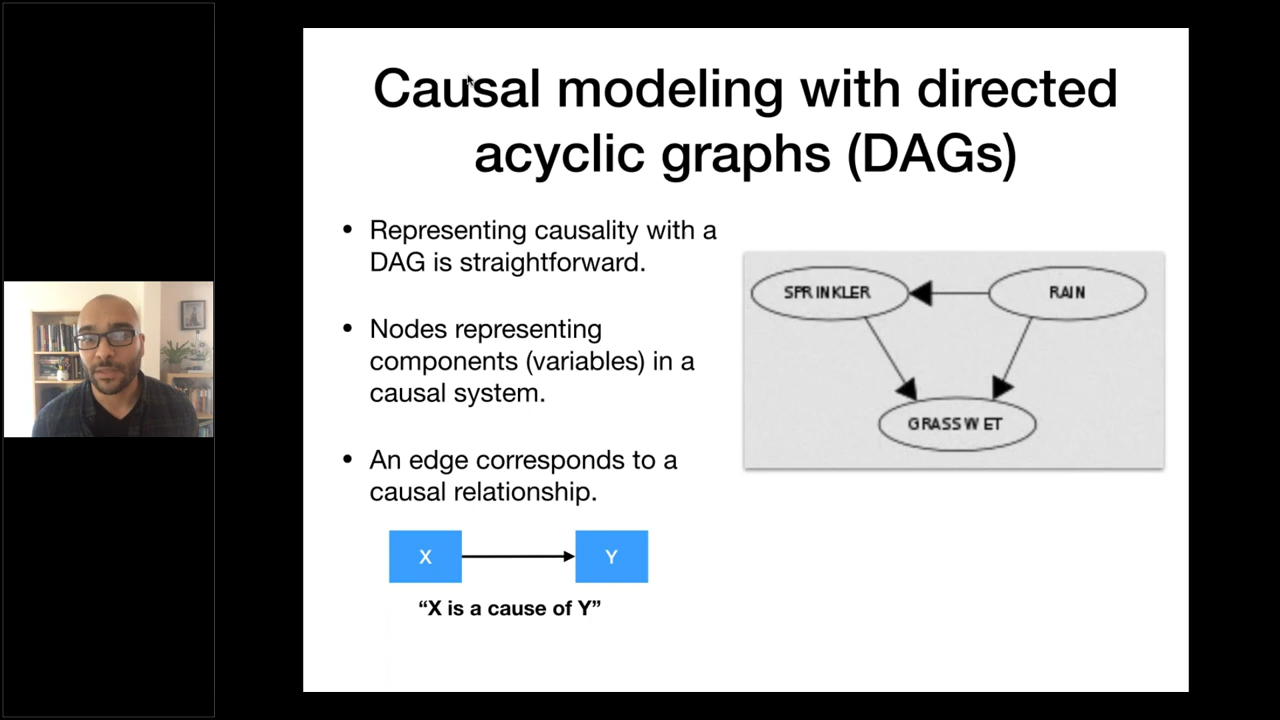 Causal modeling with directed
acyclic graphs (DAGs)
• Representing causality with a
DAG is straightforward.
• Nodes representing
components (variables) in a
causal system.
• An edge corresponds to a
causal relationship.
X
Y
“X is a cause of Y”
SPRINKLER
RAIN
GRASS WET